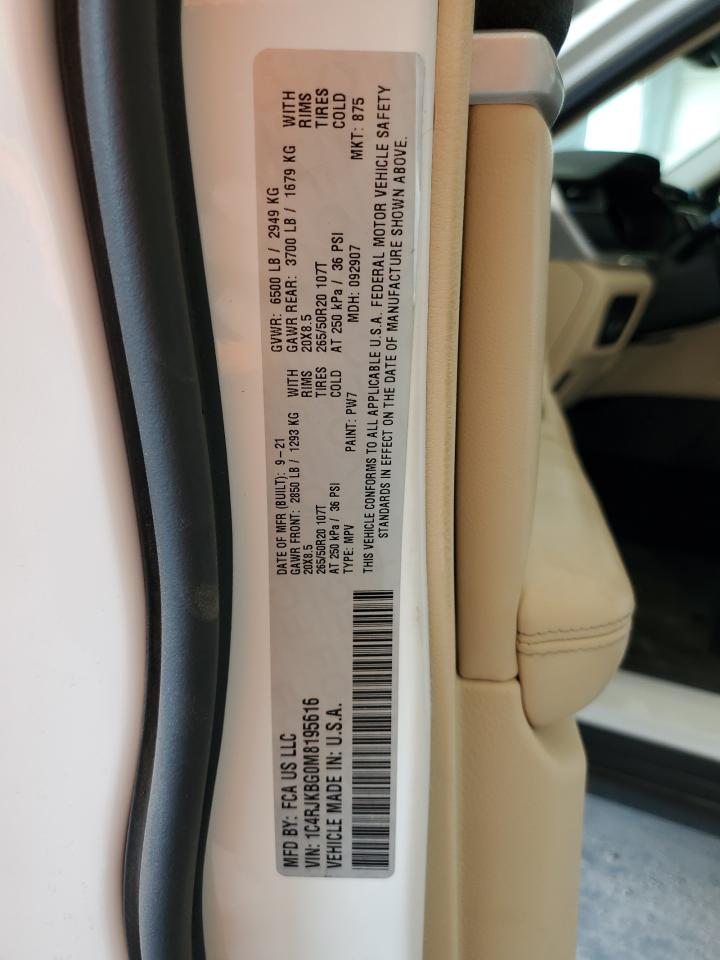 MFD BY: FCA US LLC
VIN: 1C4RJKBG0M8195616
VEHICLE MADE IN: U.S.A.
DATE OF MFR (BUILT): 9-21 GVWR: 6500 LB / 2949 KG
GAWR FRONT: 2850 LB / 1293 KG WITH GAWR REAR: 3700 LB / 1679 KG WITH
20X8.5 RIMS 20X8.5 RIMS
265/50R20 107T TIRES 265/50R20 107T TIRES
AT 250 kPa / 36 PSI COLD AT 250 kPa / 36 PSI COLD
TYPE: MPV PAINT: PW7 MDH: 092907 MKT: 875
THIS VEHICLE CONFORMS TO ALL APPLICABLE U.S.A. FEDERAL MOTOR VEHICLE SAFETY
STANDARDS IN EFFECT ON THE DATE OF MANUFACTURE SHOWN ABOVE.